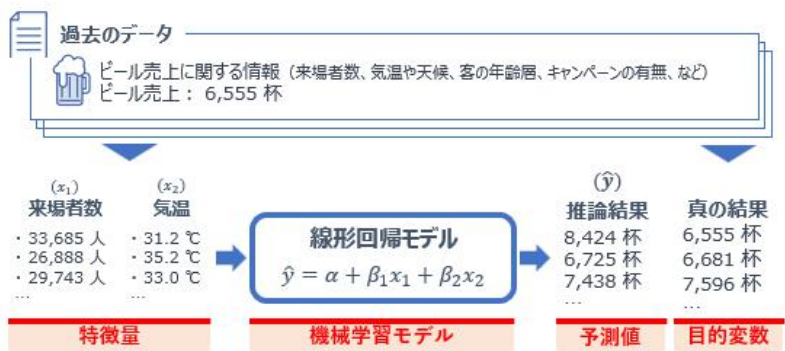 過去のデータ
ビール売上に関する情報（来場者数、気温や天候、客の年齢層、キャンペーンの有無、など）
ビール売上： 6,555 杯
(x₁)
来場者数
・33,685 人
・26,888 人
・29,743 人
…
特徴量
(x₂)
気温
・31.2 ℃
・35.2 ℃
・33.0 ℃
…
線形回帰モデル
ŷ = α + β₁x₁ + β₂x₂
機械学習モデル
(ŷ)
推論結果
8,424 杯
6,725 杯
7,438 杯
…
予測値
真の結果
6,555 杯
6,681 杯
7,596 杯
…
目的変数